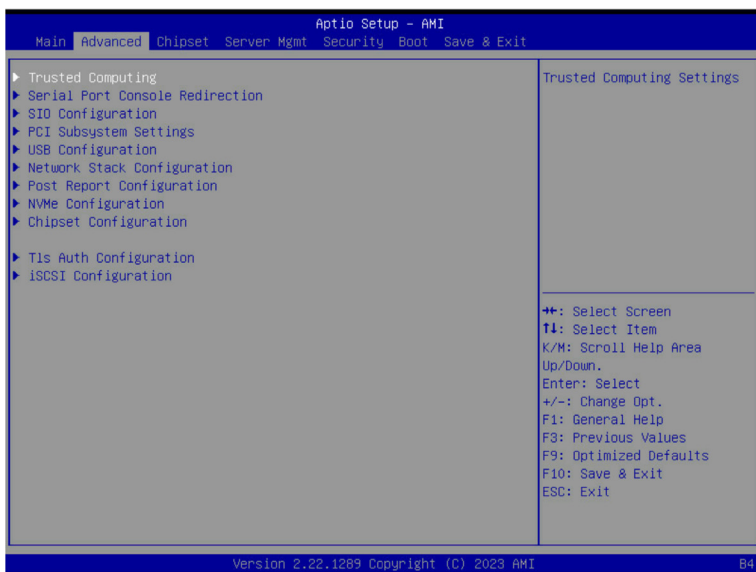 Aptio Setup – AMI
Main Advanced Chipset Server Mgmt Security Boot Save & Exit
Trusted Computing
Serial Port Console Redirection
SIO Configuration
PCI Subsystem Settings
USB Configuration
Network Stack Configuration
Post Report Configuration
NVMe Configuration
Chipset Configuration
Tls Auth Configuration
iSCSI Configuration
Trusted Computing Settings
→←: Select Screen
↑↓: Select Item
K/M: Scroll Help Area
Up/Down.
Enter: Select
+/-: Change Opt.
F1: General Help
F3: Previous Values
F9: Optimized Defaults
F10: Save & Exit
ESC: Exit
Version 2.22.1289 Copyright (C) 2023 AMI
B4